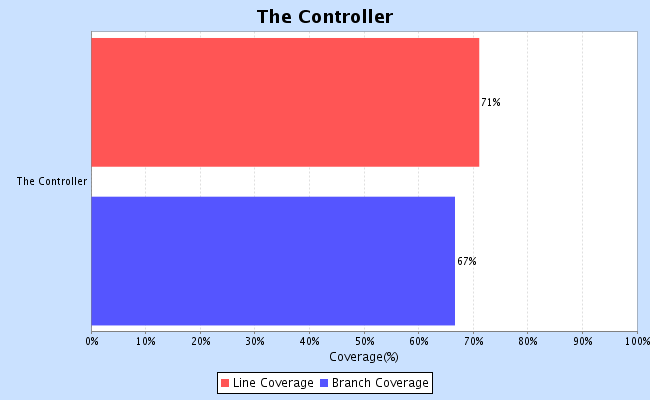 The Controller
71%
The Controller
67%
0% 10% 20% 30% 40% 50% 60% 70% 80% 90% 100%
Coverage(%)
Line Coverage Branch Coverage